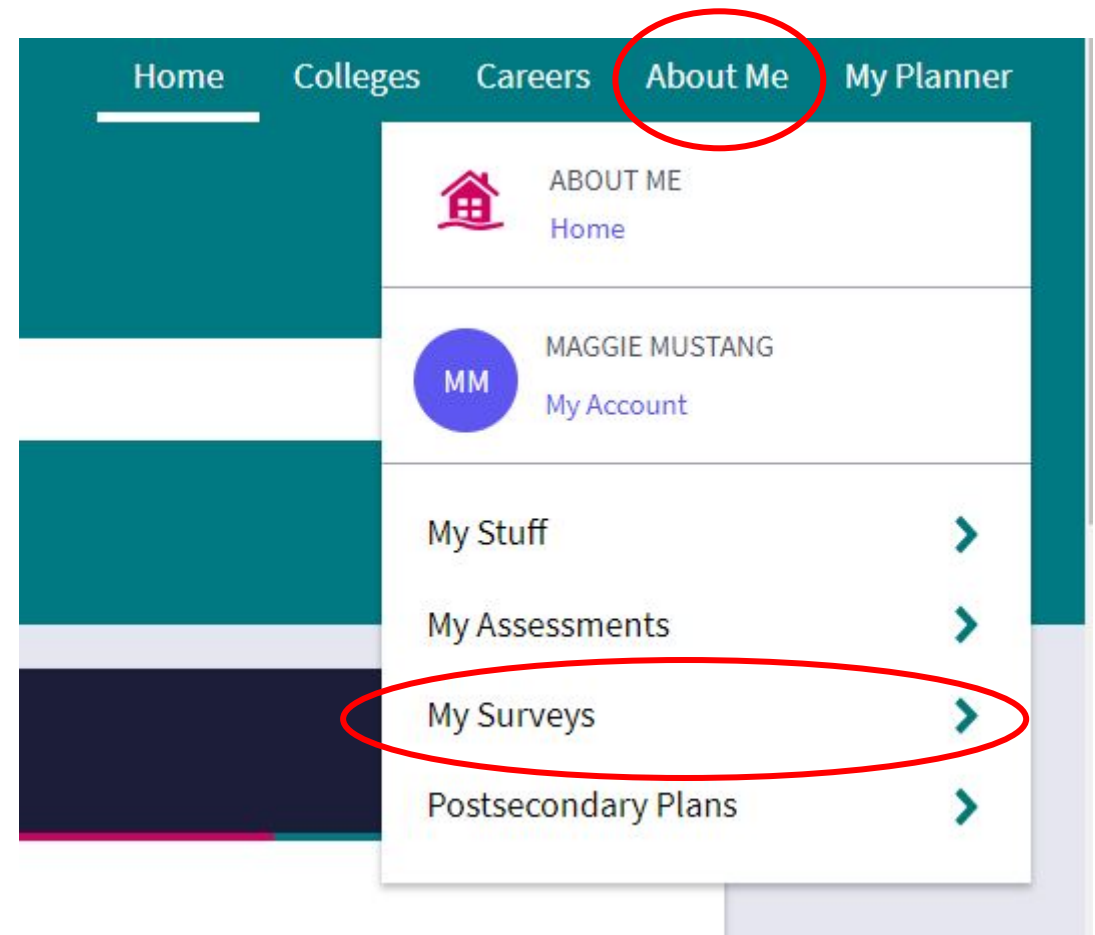 Home Colleges Careers About Me My Planner
ABOUT ME
Home
MM
MAGGIE MUSTANG
My Account
My Stuff
My Assessments
My Surveys
Postsecondary Plans